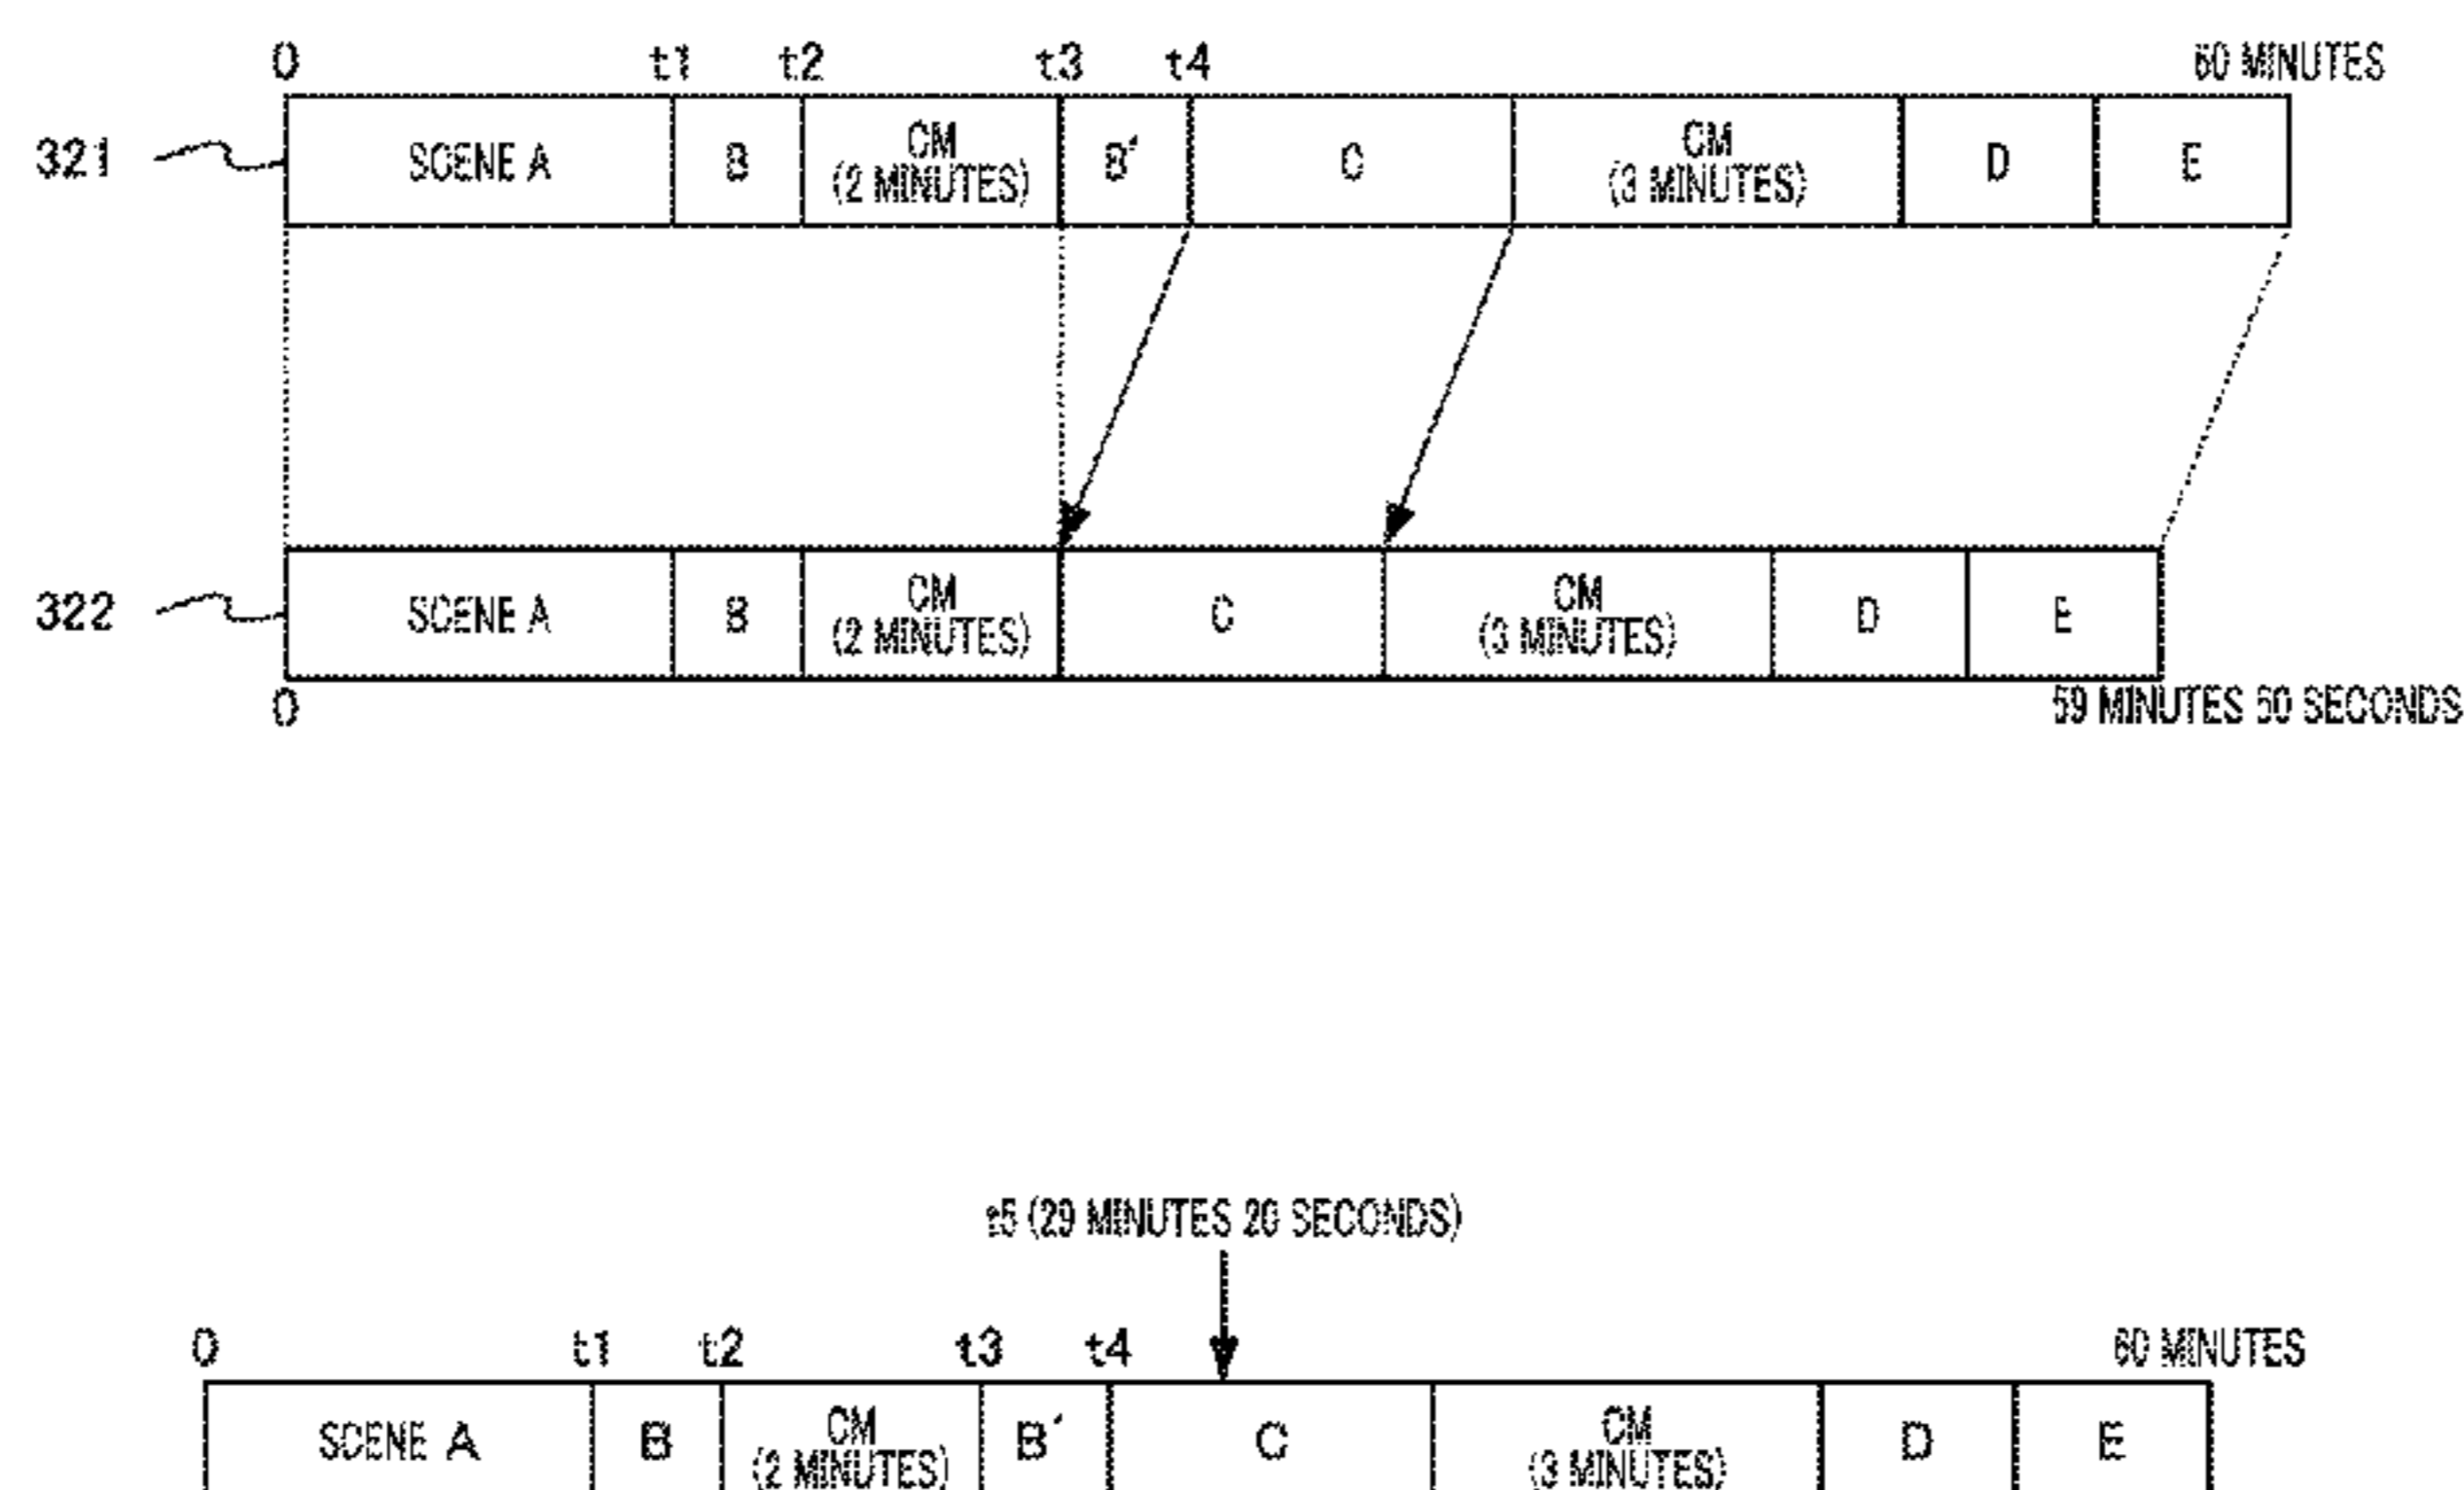 0 t1 t2 t3 t4 60 MINUTES
321 SCENE A B CM B' C CM D E
(2 MINUTES) (3 MINUTES)
322 SCENE A B CM C CM D E
(2 MINUTES) (3 MINUTES)
0 59 MINUTES 50 SECONDS
t5 (29 MINUTES 20 SECONDS)
0 t1 t2 t3 t4 60 MINUTES
SCENE A B CM B' C CM D E
(2 MINUTES) (3 MINUTES)